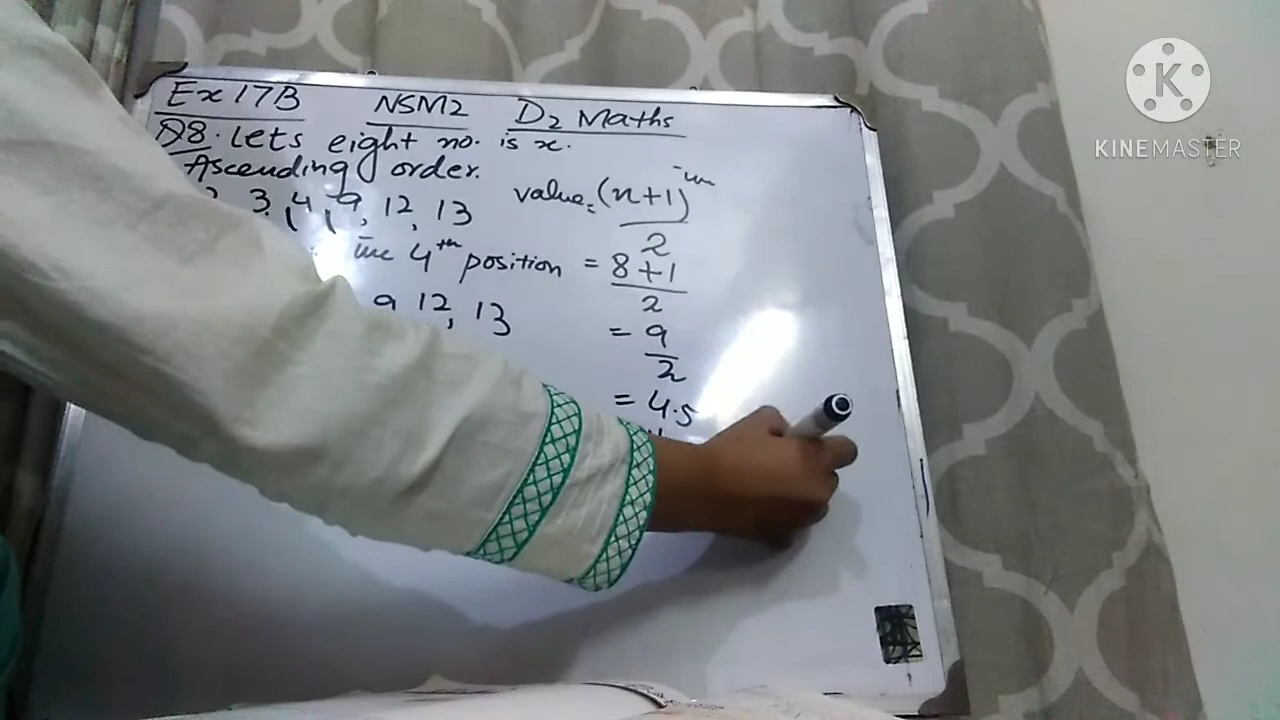 Ex 17B NSM2 D2 Maths
Q8. Lets eight no. is x.
Ascending order.
2, 3, 4, 9, 12, 13
value = (n+1)
2
4th position = 8+1
2
9 12, 13
= 9
2
= 4.5
K
KINEMASTER